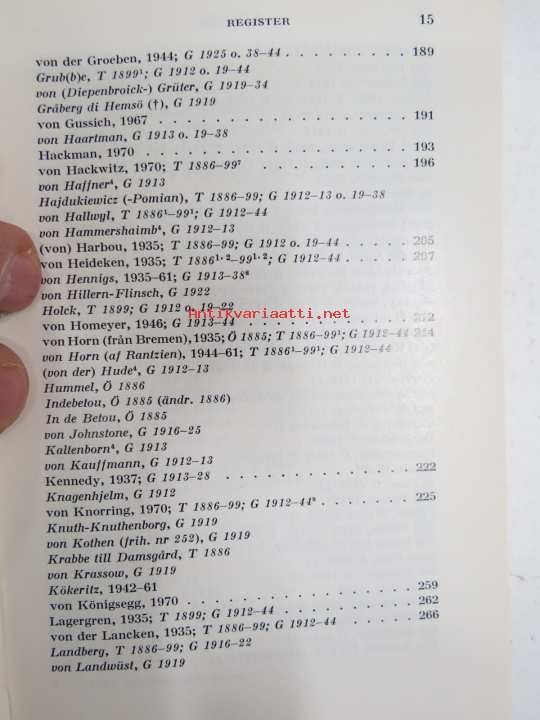 REGISTER 15
von der Groeben, 1944; G 1925 o. 38–44 . . . . . . . . . . 189
Grub(b)e, T 1899¹; G 1912 o. 19–44
von (Diepenbroick-) Grüter, G 1919–34
Gråberg di Hemsö (†), G 1919
von Gussich, 1967 . . . . . . . . . . . . . . . . . . . . 191
von Haartman, G 1913 o. 19–38
Hackman, 1970 . . . . . . . . . . . . . . . . . . . . . . 193
von Hackwitz, 1970; T 1886–99⁷ . . . . . . . . . . . 196
von Haffner⁴, G 1913
Hajdukiewicz (-Pomian), T 1886–99; G 1912–13 o. 19–38
von Hallwyl, T 1886¹–99¹; G 1912–44
von Hammershaimb⁴, G 1912–13
(von) Harbou, 1935; T 1886–99; G 1912 o. 19–44 . . . . . 205
von Heideken, 1935; T 1886¹·²–99¹·²; G 1912–44 . . . . . 207
von Hennigs, 1935–61; G 1913–38⁸
von Hillern-Flinsch, G 1922
Holck, T 1899; G 1912 o. 19–22
von Homeyer, 1946; G 1913–44 . . . . . . . . . . . . . 212
von Horn (från Bremen), 1935; Ö 1885; T 1886–99¹; G 1912–44 214
von Horn (af Rantzien), 1944–61; T 1886¹–99¹; G 1912–44
(von der) Hude⁴, G 1912–13
Hummel, Ö 1886
Indebetou, Ö 1885 (ändr. 1886)
In de Betou, Ö 1885
von Johnstone, G 1916–25
Kaltenborn⁴, G 1913
von Kauffmann, G 1912–13
Kennedy, 1937; G 1913–28 . . . . . . . . . . . . . . . 222
Knagenhjelm, G 1912
von Knorring, 1970; T 1886–99; G 1912–44⁸ . . . . . . . 225
Knuth-Knuthenborg, G 1919
von Kothen (frih. nr 252), G 1919
Krabbe till Damsgård, T 1886
von Krassow, G 1919
Kökeritz, 1942–61
von Königsegg, 1970 . . . . . . . . . . . . . . . . . . 259
Lagergren, 1935; T 1899; G 1912–44 . . . . . . . . . . 262
von der Lancken, 1935; T 1886–99; G 1912–44 . . . . . 266
Landberg, T 1886–99; G 1916–22
von Landwüst, G 1919
Antikvariaatti.net